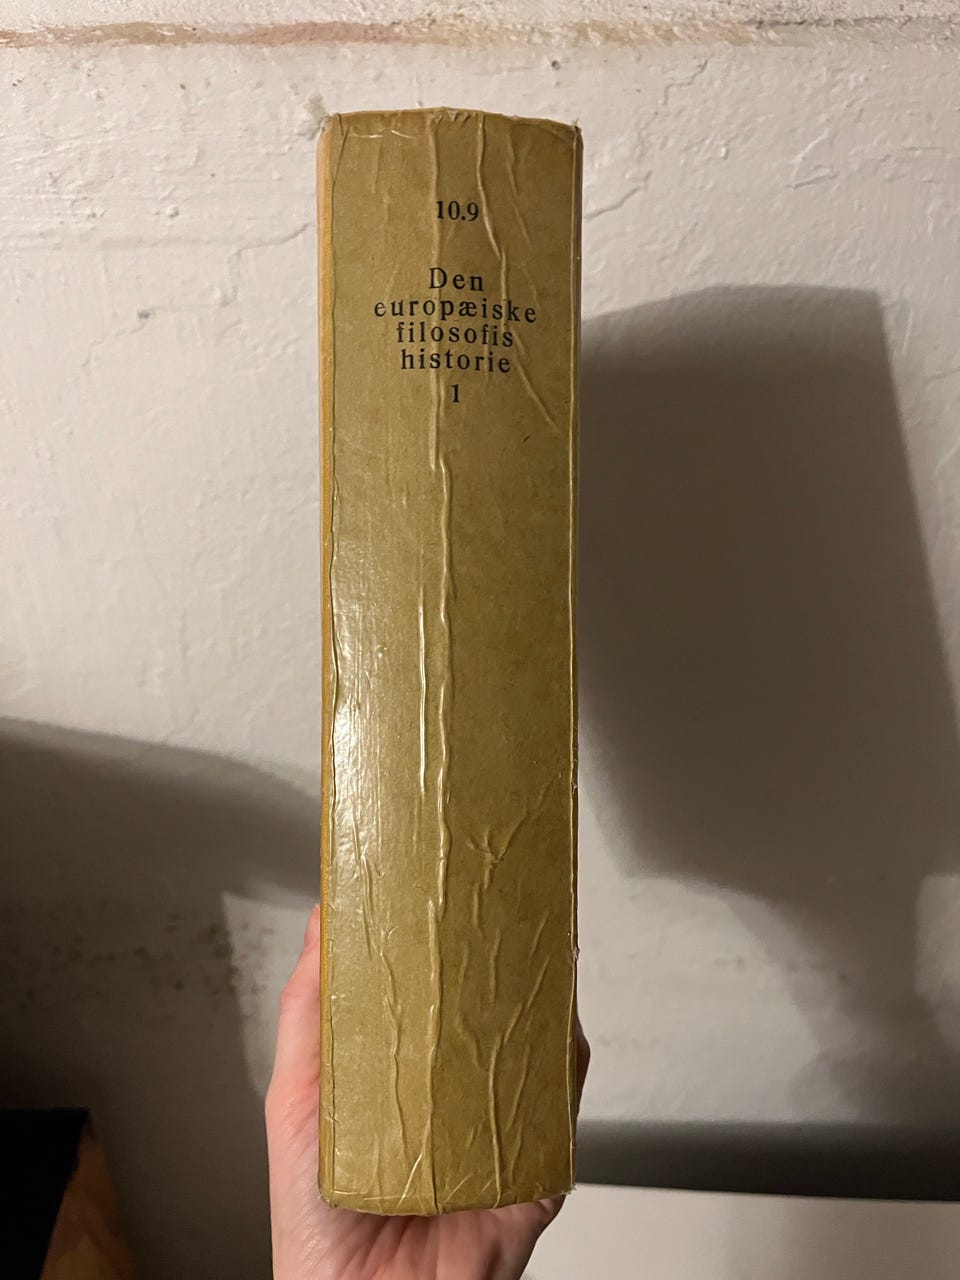 10.9
Den
europæiske
filosofis
historie
1